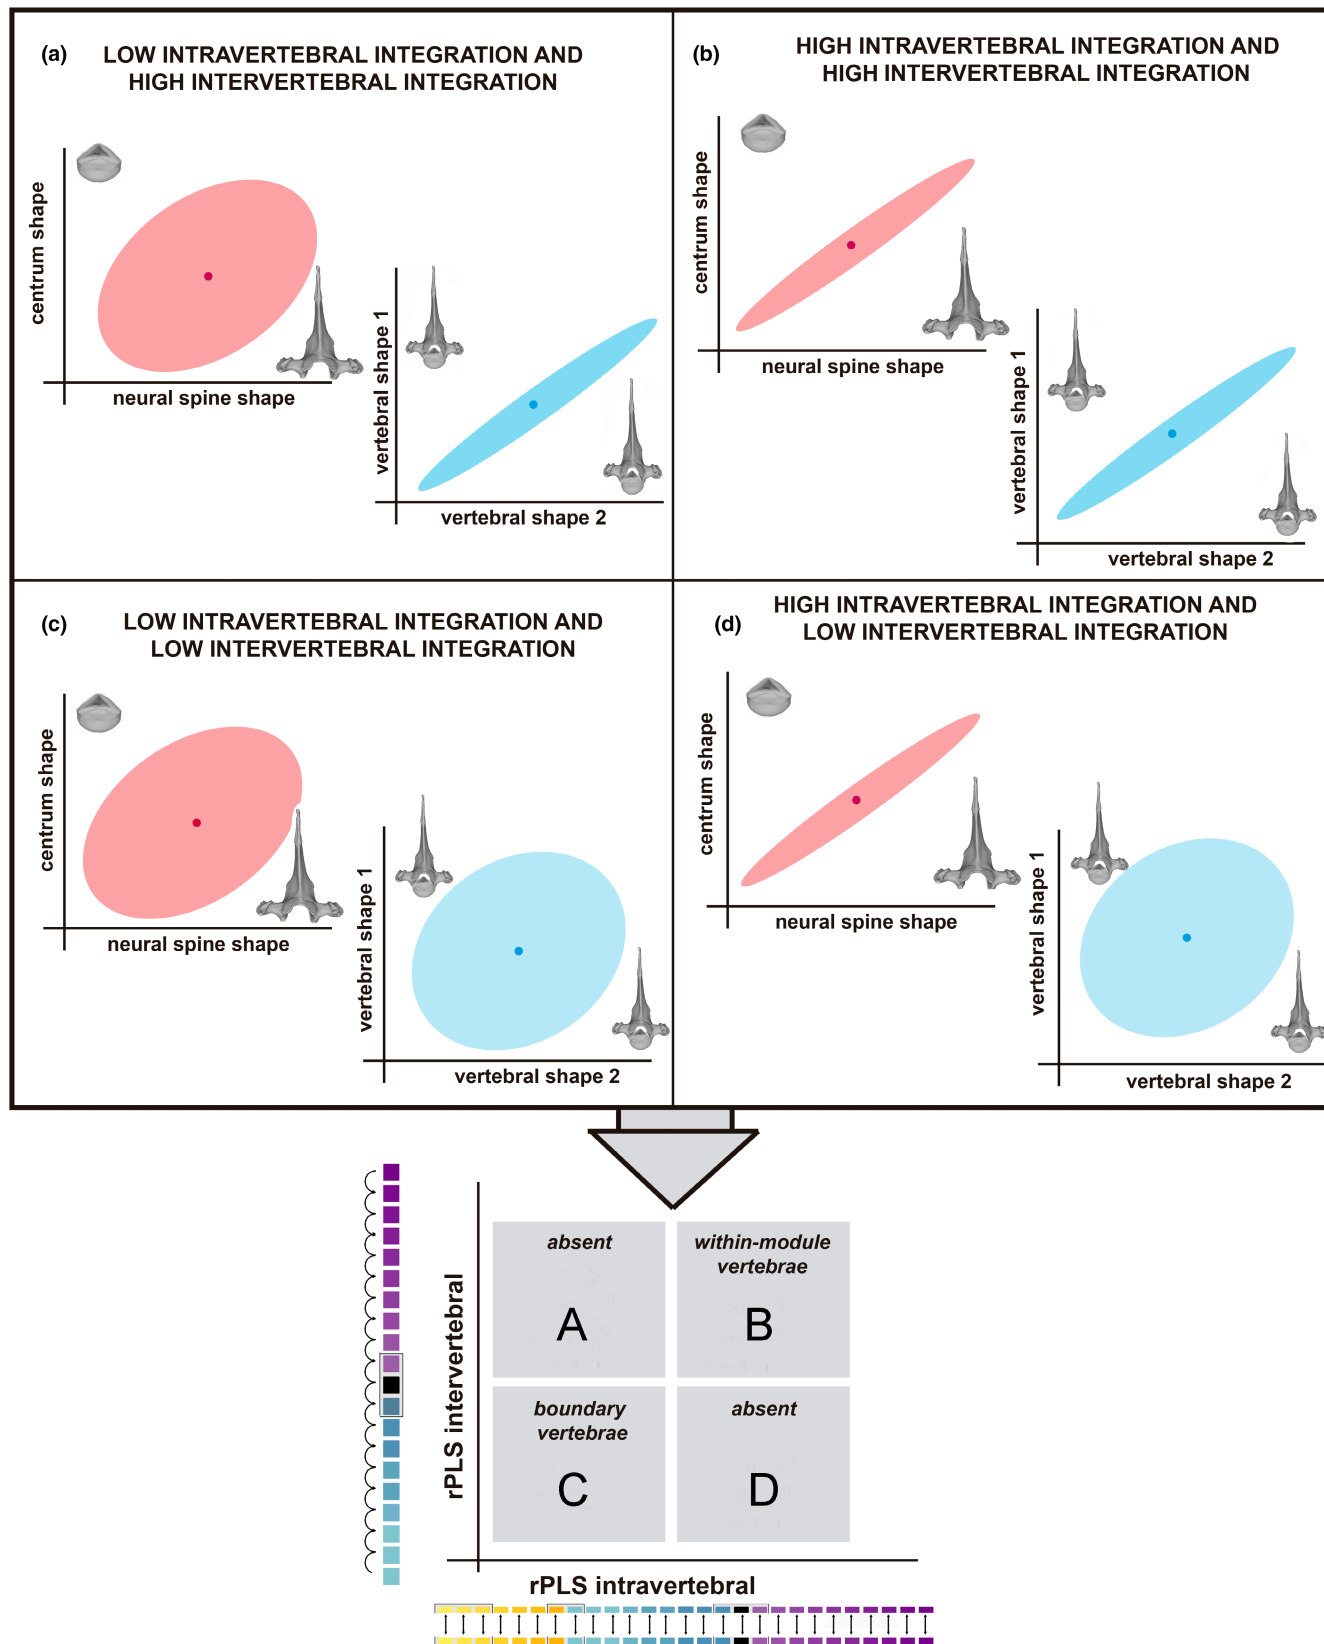 (a)
LOW INTRAVERTEBRAL INTEGRATION AND
HIGH INTERVERTEBRAL INTEGRATION
centrum shape
neural spine shape
vertebral shape 1
vertebral shape 2
(b)
HIGH INTRAVERTEBRAL INTEGRATION AND
HIGH INTERVERTEBRAL INTEGRATION
centrum shape
neural spine shape
vertebral shape 1
vertebral shape 2
(c)
LOW INTRAVERTEBRAL INTEGRATION AND
LOW INTERVERTEBRAL INTEGRATION
centrum shape
neural spine shape
vertebral shape 1
vertebral shape 2
(d)
HIGH INTRAVERTEBRAL INTEGRATION AND
LOW INTERVERTEBRAL INTEGRATION
centrum shape
neural spine shape
vertebral shape 1
vertebral shape 2
rPLS intervertebral
absent
A
within-module
vertebrae
B
boundary
vertebrae
C
absent
D
rPLS intravertebral